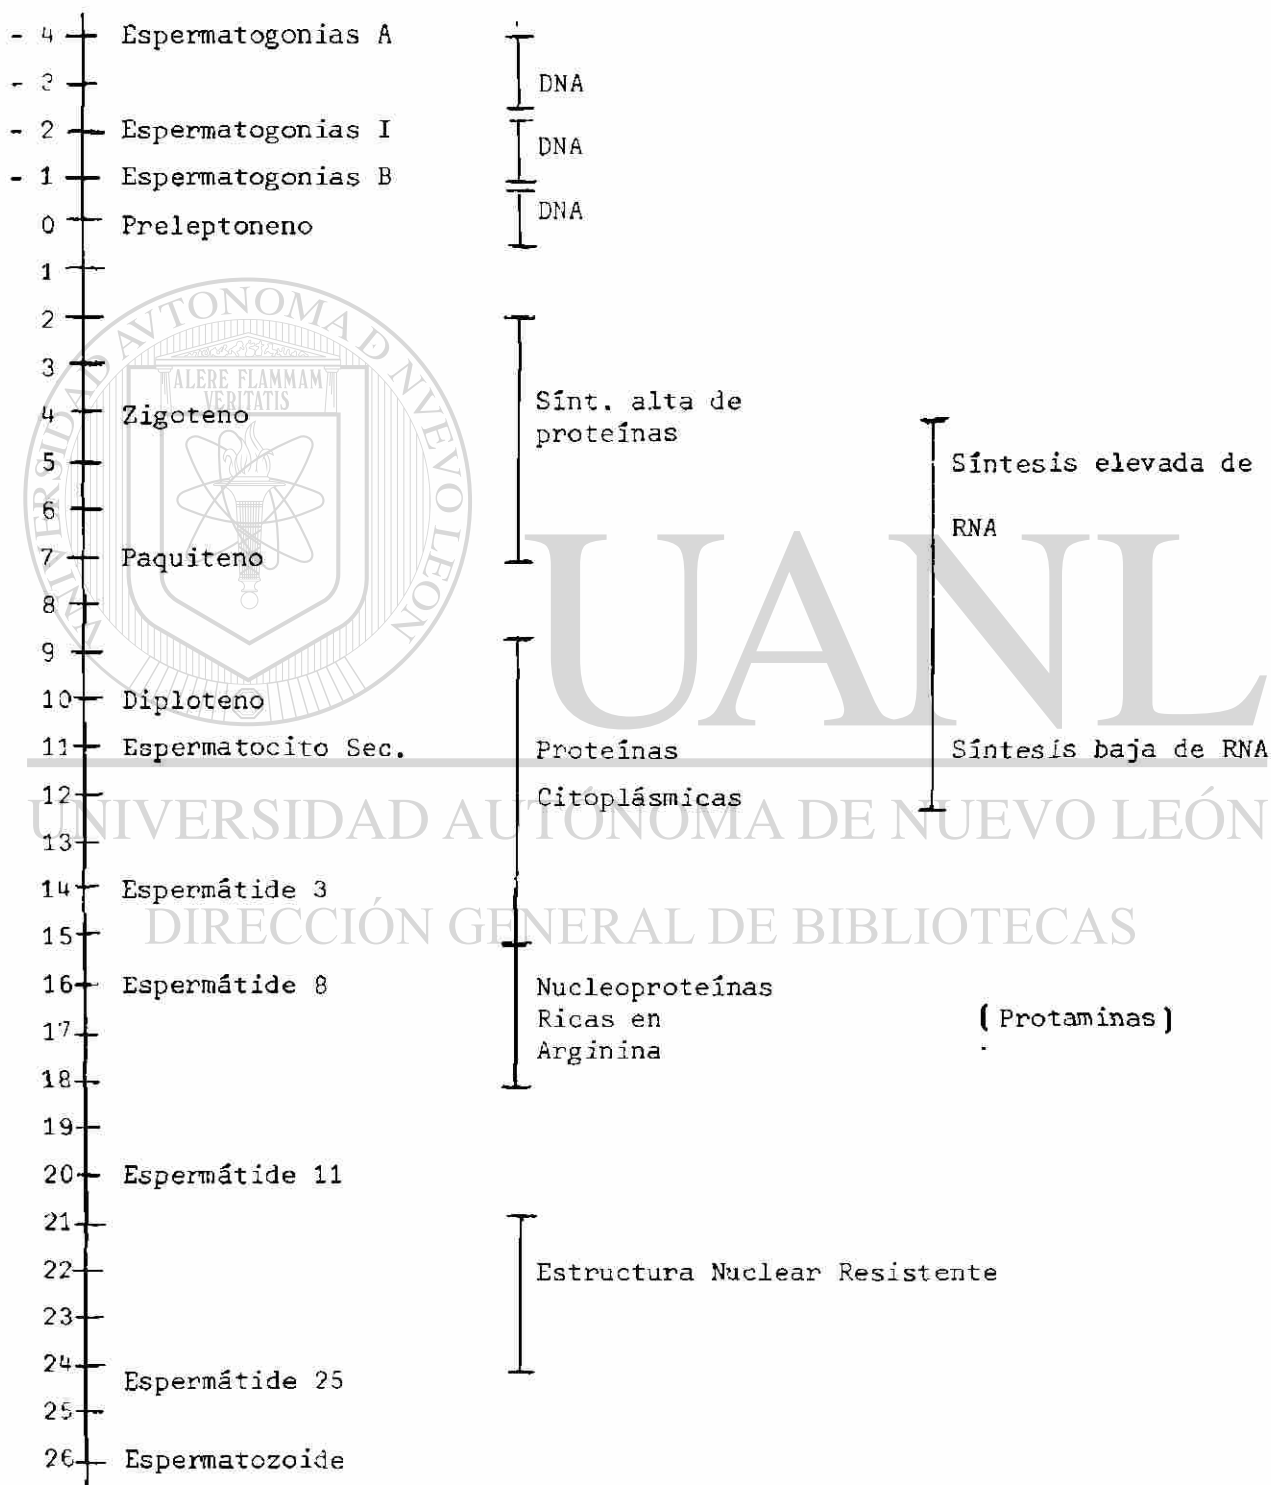 - 4 Espermatogonias A
- 3 DNA
- 2 Espermatogonias I
DNA
- 1 Espermatogonias B
DNA
0 Preleptoneno
1
2
3
4 Zigoteno
Sínt. alta de
proteínas
5 Síntesis elevada de
6 RNA
7 Paquiteno
8
9
10 Diploteno
11 Espermatocito Sec. Proteínas Síntesis baja de RNA
12 Citoplásmicas
13
14 Espermátide 3
15
16 Espermátide 8 Nucleoproteínas
17 Ricas en (Protaminas)
Arginina
18
19
20 Espermátide 11
21
22 Estructura Nuclear Resistente
23
24
Espermátide 25
25
26 Espermatozoide
UNIVERSIDAD AVTONOMA D NVEVO LEON
ALERE FLAMMAM
VERITATIS
UANL
UNIVERSIDAD AUTÓNOMA DE NUEVO LEÓN
DIRECCIÓN GENERAL DE BIBLIOTECAS